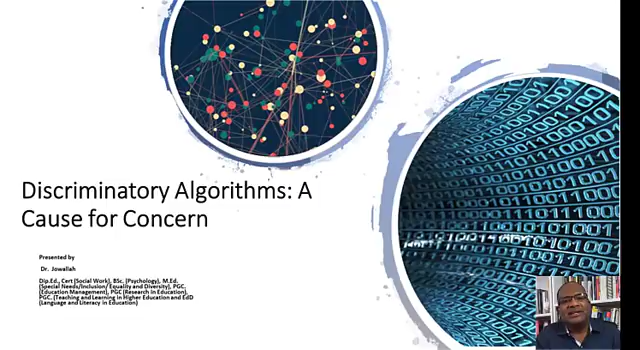 Discriminatory Algorithms: A
Cause for Concern
Presented by
Dr. Jowallah
Dip.Ed., Cert (Social Work), BSc. (Psychology), M.Ed.
(Special Needs/Inclusion/ Equality and Diversity), PGC.
(Education Management), PGC (Research in Education),
PGC. (Teaching and Learning in Higher Education and EdD
(Language and Literacy in Education)